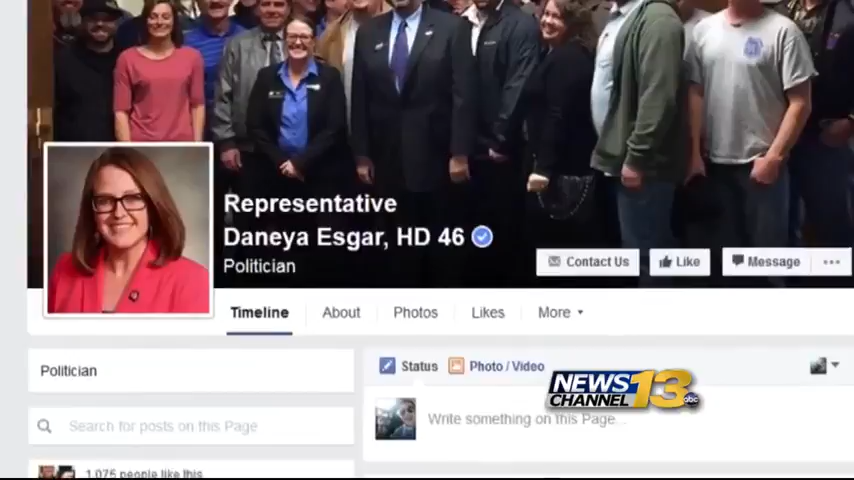 Representative
Daneya Esgar, HD 46
Politician
Contact Us
Like
Message
Timeline
About
Photos
Likes
More
Politician
Status
Photo / Video
NEWS 13
CHANNEL
abc
Search for posts on this Page
Write something on this Page...
1,075 people like this